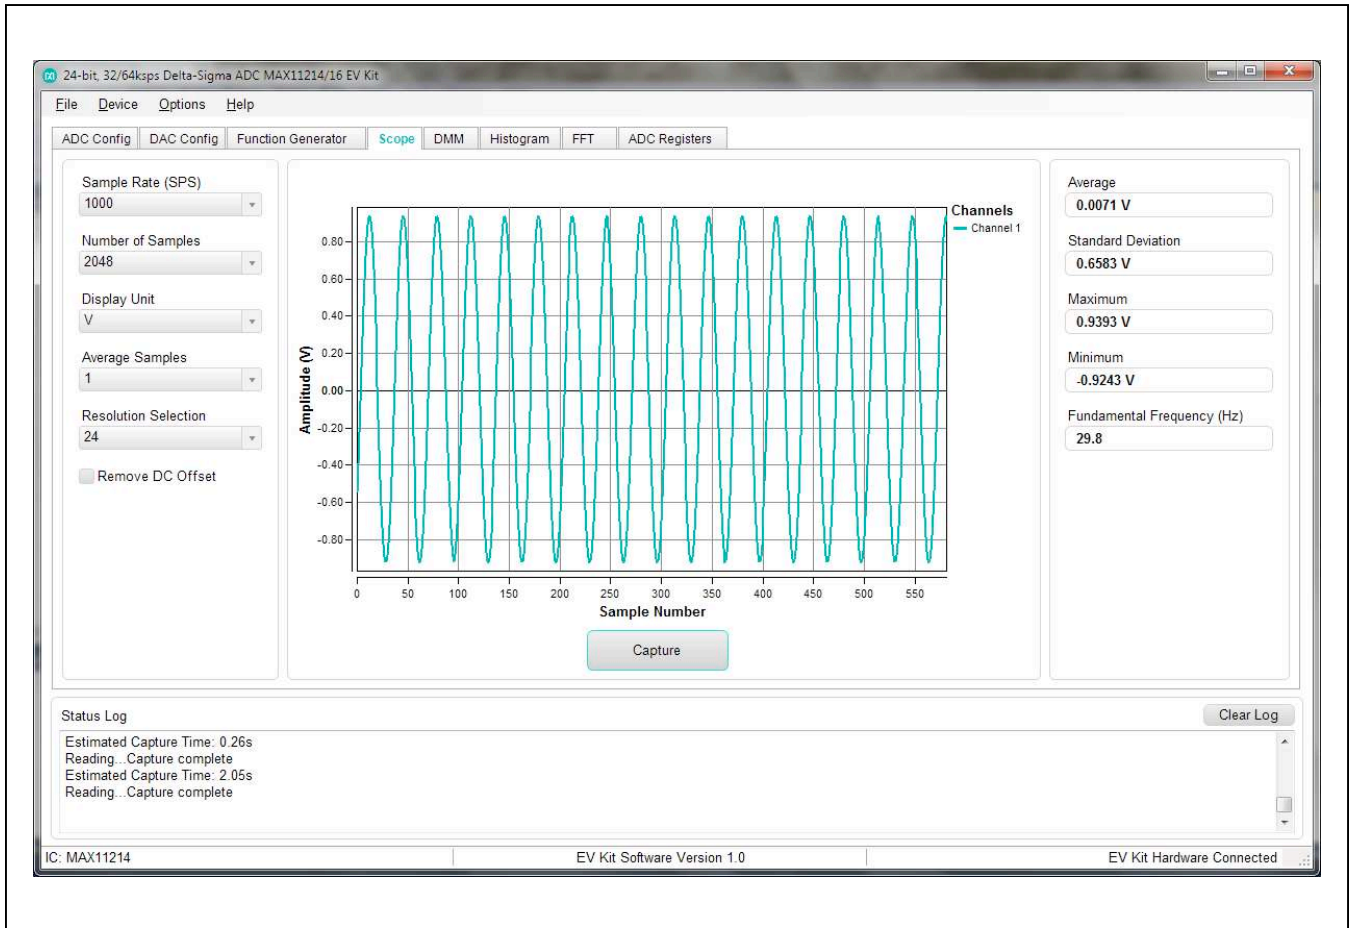 24-bit, 32/64ksps Delta-Sigma ADC MAX11214/16 EV Kit
File Device Options Help
ADC Config DAC Config Function Generator Scope DMM Histogram FFT ADC Registers
Sample Rate (SPS)
1000
Number of Samples
2048
Display Unit
V
Average Samples
1
Resolution Selection
24
Remove DC Offset
Amplitude (V)
0.80
0.60
0.40
0.20
0.00
-0.20
-0.40
-0.60
-0.80
0 50 100 150 200 250 300 350 400 450 500 550
Sample Number
Channels
Channel 1
Capture
Average
0.0071 V
Standard Deviation
0.6583 V
Maximum
0.9393 V
Minimum
-0.9243 V
Fundamental Frequency (Hz)
29.8
Status Log
Clear Log
Estimated Capture Time: 0.26s
Reading...Capture complete
Estimated Capture Time: 2.05s
Reading...Capture complete
IC: MAX11214 EV Kit Software Version 1.0 EV Kit Hardware Connected